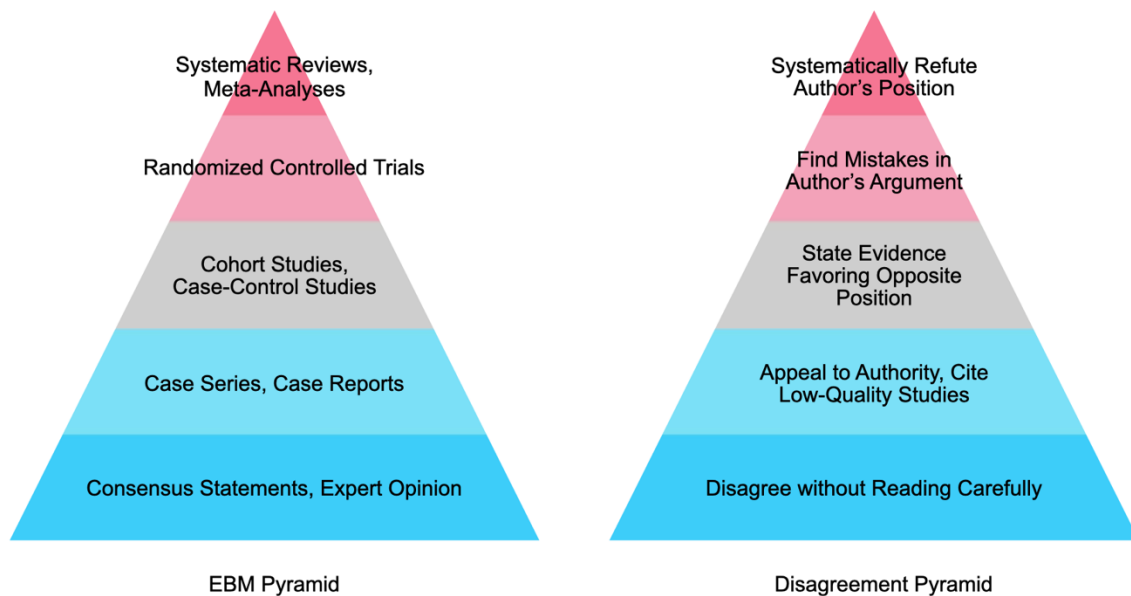 Systematic Reviews,
Meta-Analyses
Randomized Controlled Trials
Cohort Studies,
Case-Control Studies
Case Series, Case Reports
Consensus Statements, Expert Opinion
EBM Pyramid
Systematically Refute
Author’s Position
Find Mistakes in
Author’s Argument
State Evidence
Favoring Opposite
Position
Appeal to Authority, Cite
Low-Quality Studies
Disagree without Reading Carefully
Disagreement Pyramid